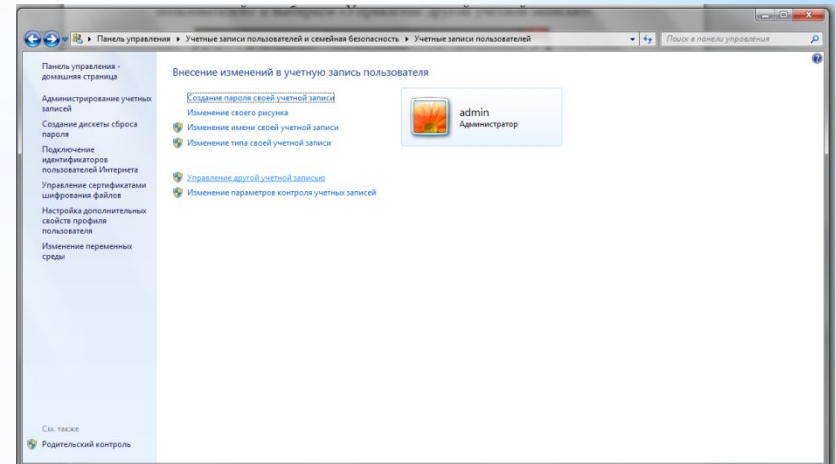 Панель управления ▸ Учетные записи пользователей и семейная безопасность ▸ Учетные записи пользователей
Поиск в панели управления
Панель управления -
домашняя страница
Администрирование учетных
записей
Создание дискеты сброса
пароля
Подключение
идентификаторов
пользователей Интернета
Управление сертификатами
шифрования файлов
Настройка дополнительных
свойств профиля
пользователя
Изменение переменных
среды
См. также
Родительский контроль
Внесение изменений в учетную запись пользователя
Создание пароля своей учетной записи
Изменение своего рисунка
Изменение имени своей учетной записи
Изменение типа своей учетной записи
Управление другой учетной записью
Изменение параметров контроля учетных записей
admin
Администратор